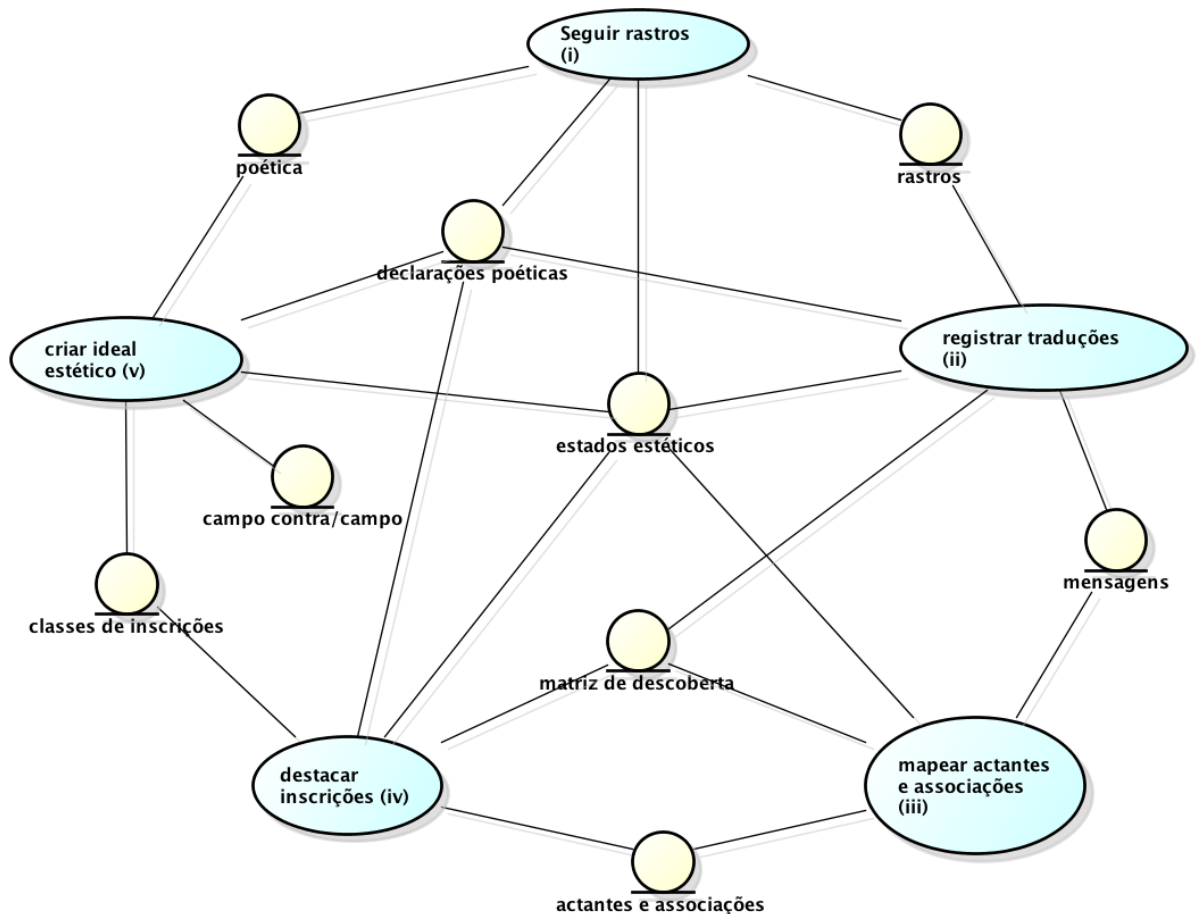 Seguir rastros
(i)
poética
rastros
declarações poéticas
criar ideal
estético (v)
registrar traduções
(ii)
estados estéticos
campo contra/campo
mensagens
classes de inscrições
matriz de descoberta
destacar
inscrições (iv)
mapear actantes
e associações
(iii)
actantes e associações